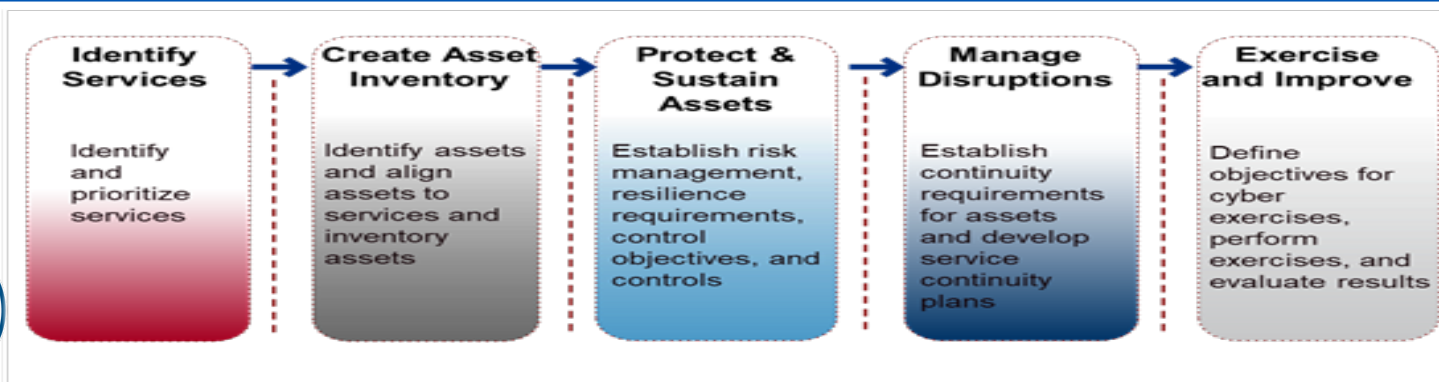 Identify
Services
Identify
and
prioritize
services
Create Asset
Inventory
Identify assets
and align
assets to
services and
inventory
assets
Protect &
Sustain
Assets
Establish risk
management,
resilience
requirements,
control
objectives, and
controls
Manage
Disruptions
Establish
continuity
requirements
for assets
and develop
service
continuity
plans
Exercise
and Improve
Define
objectives for
cyber
exercises,
perform
exercises, and
evaluate results